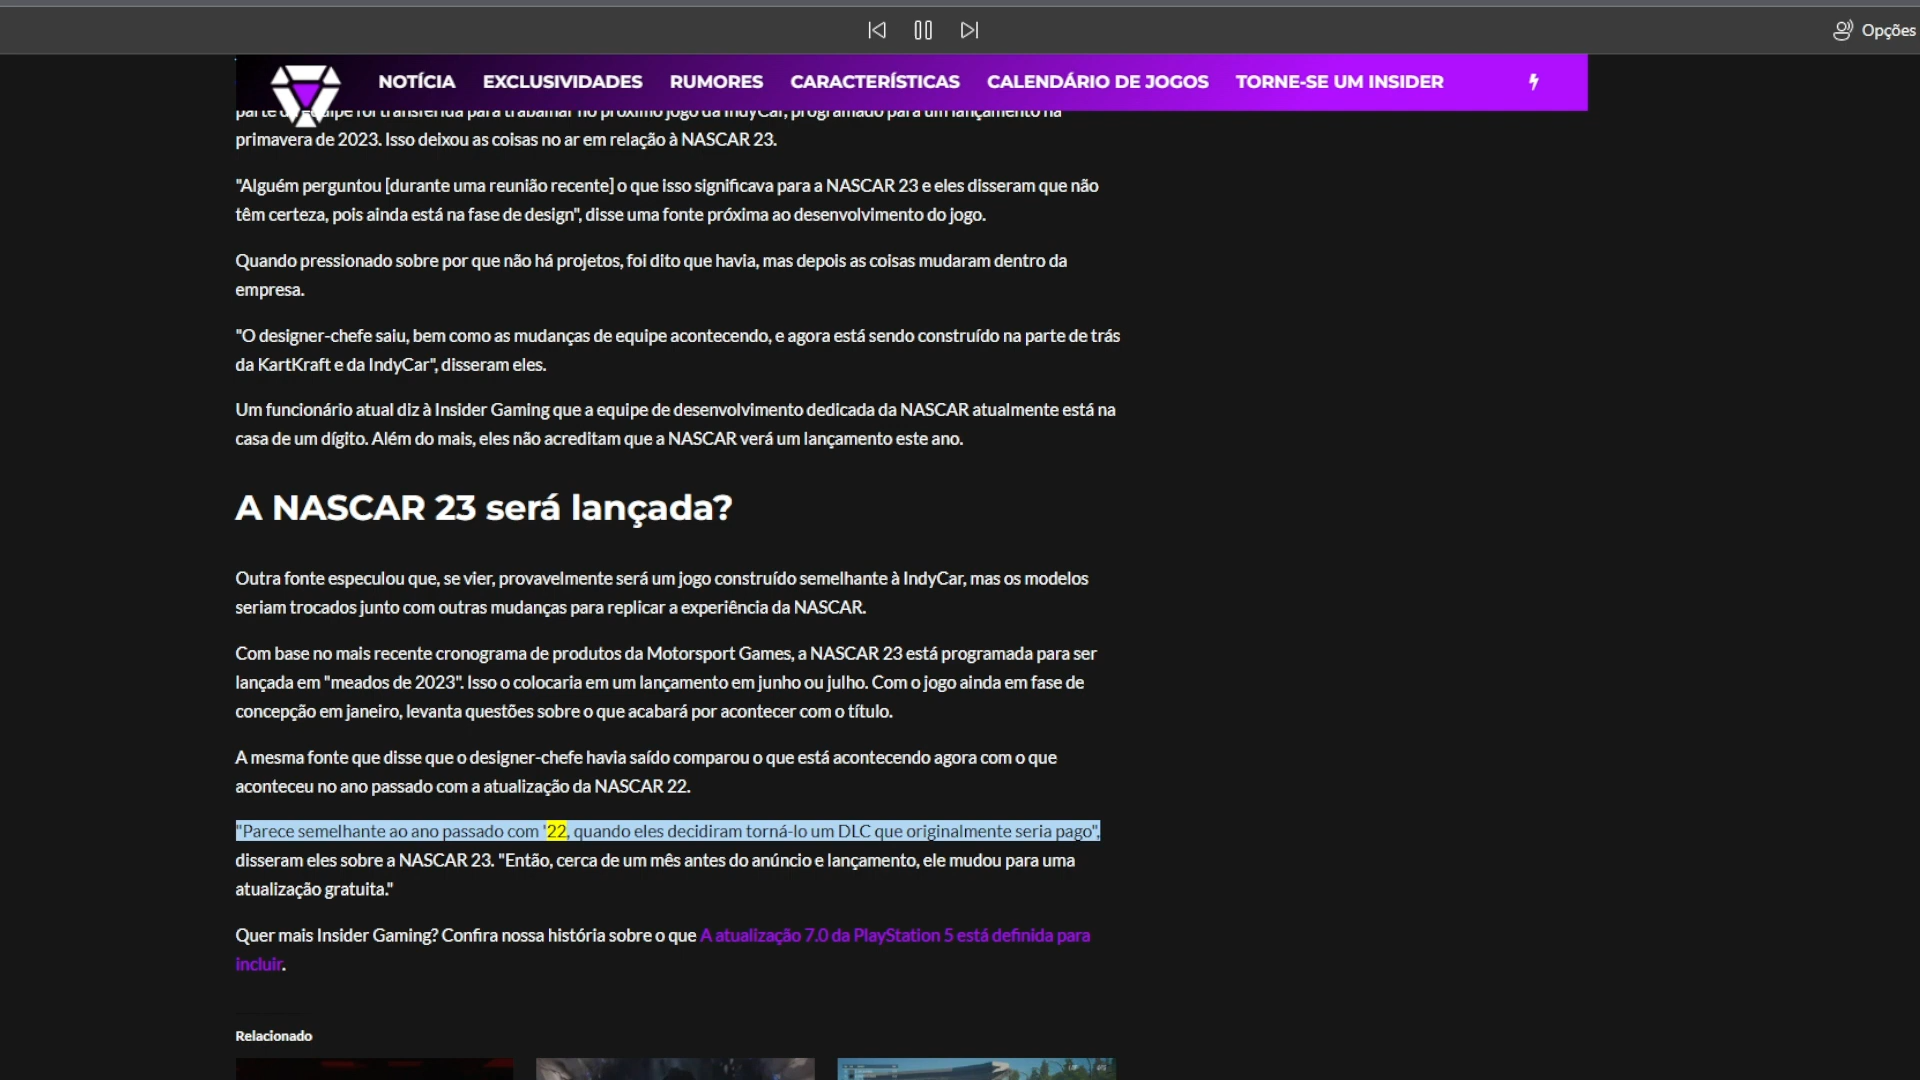 Opções
NOTÍCIA EXCLUSIVIDADES RUMORES CARACTERÍSTICAS CALENDÁRIO DE JOGOS TORNE-SE UM INSIDER
parte da equipe foi transferida para trabalhar no próximo jogo da IndyCar, programado para um lançamento na
primavera de 2023. Isso deixou as coisas no ar em relação à NASCAR 23.
"Alguém perguntou [durante uma reunião recente] o que isso significava para a NASCAR 23 e eles disseram que não
têm certeza, pois ainda está na fase de design", disse uma fonte próxima ao desenvolvimento do jogo.
Quando pressionado sobre por que não há projetos, foi dito que havia, mas depois as coisas mudaram dentro da
empresa.
"O designer-chefe saiu, bem como as mudanças de equipe acontecendo, e agora está sendo construído na parte de trás
da KartKraft e da IndyCar", disseram eles.
Um funcionário atual diz à Insider Gaming que a equipe de desenvolvimento dedicada da NASCAR atualmente está na
casa de um dígito. Além do mais, eles não acreditam que a NASCAR verá um lançamento este ano.
A NASCAR 23 será lançada?
Outra fonte especulou que, se vier, provavelmente será um jogo construído semelhante à IndyCar, mas os modelos
seriam trocados junto com outras mudanças para replicar a experiência da NASCAR.
Com base no mais recente cronograma de produtos da Motorsport Games, a NASCAR 23 está programada para ser
lançada em "meados de 2023". Isso o colocaria em um lançamento em junho ou julho. Com o jogo ainda em fase de
concepção em janeiro, levanta questões sobre o que acabará por acontecer com o título.
A mesma fonte que disse que o designer-chefe havia saído comparou o que está acontecendo agora com o que
aconteceu no ano passado com a atualização da NASCAR 22.
"Parece semelhante ao ano passado com '22, quando eles decidiram torná-lo um DLC que originalmente seria pago",
disseram eles sobre a NASCAR 23. "Então, cerca de um mês antes do anúncio e lançamento, ele mudou para uma
atualização gratuita."
Quer mais Insider Gaming? Confira nossa história sobre o que A atualização 7.0 da PlayStation 5 está definida para
incluir.
Relacionado